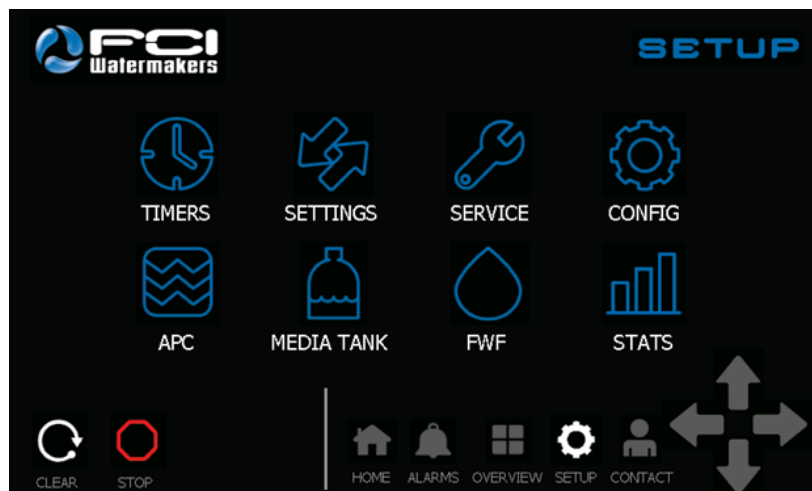 FCI
Watermakers
SETUP
TIMERS
SETTINGS
SERVICE
CONFIG
APC
MEDIA TANK
FWF
STATS
CLEAR
STOP
HOME
ALARMS
OVERVIEW
SETUP
CONTACT